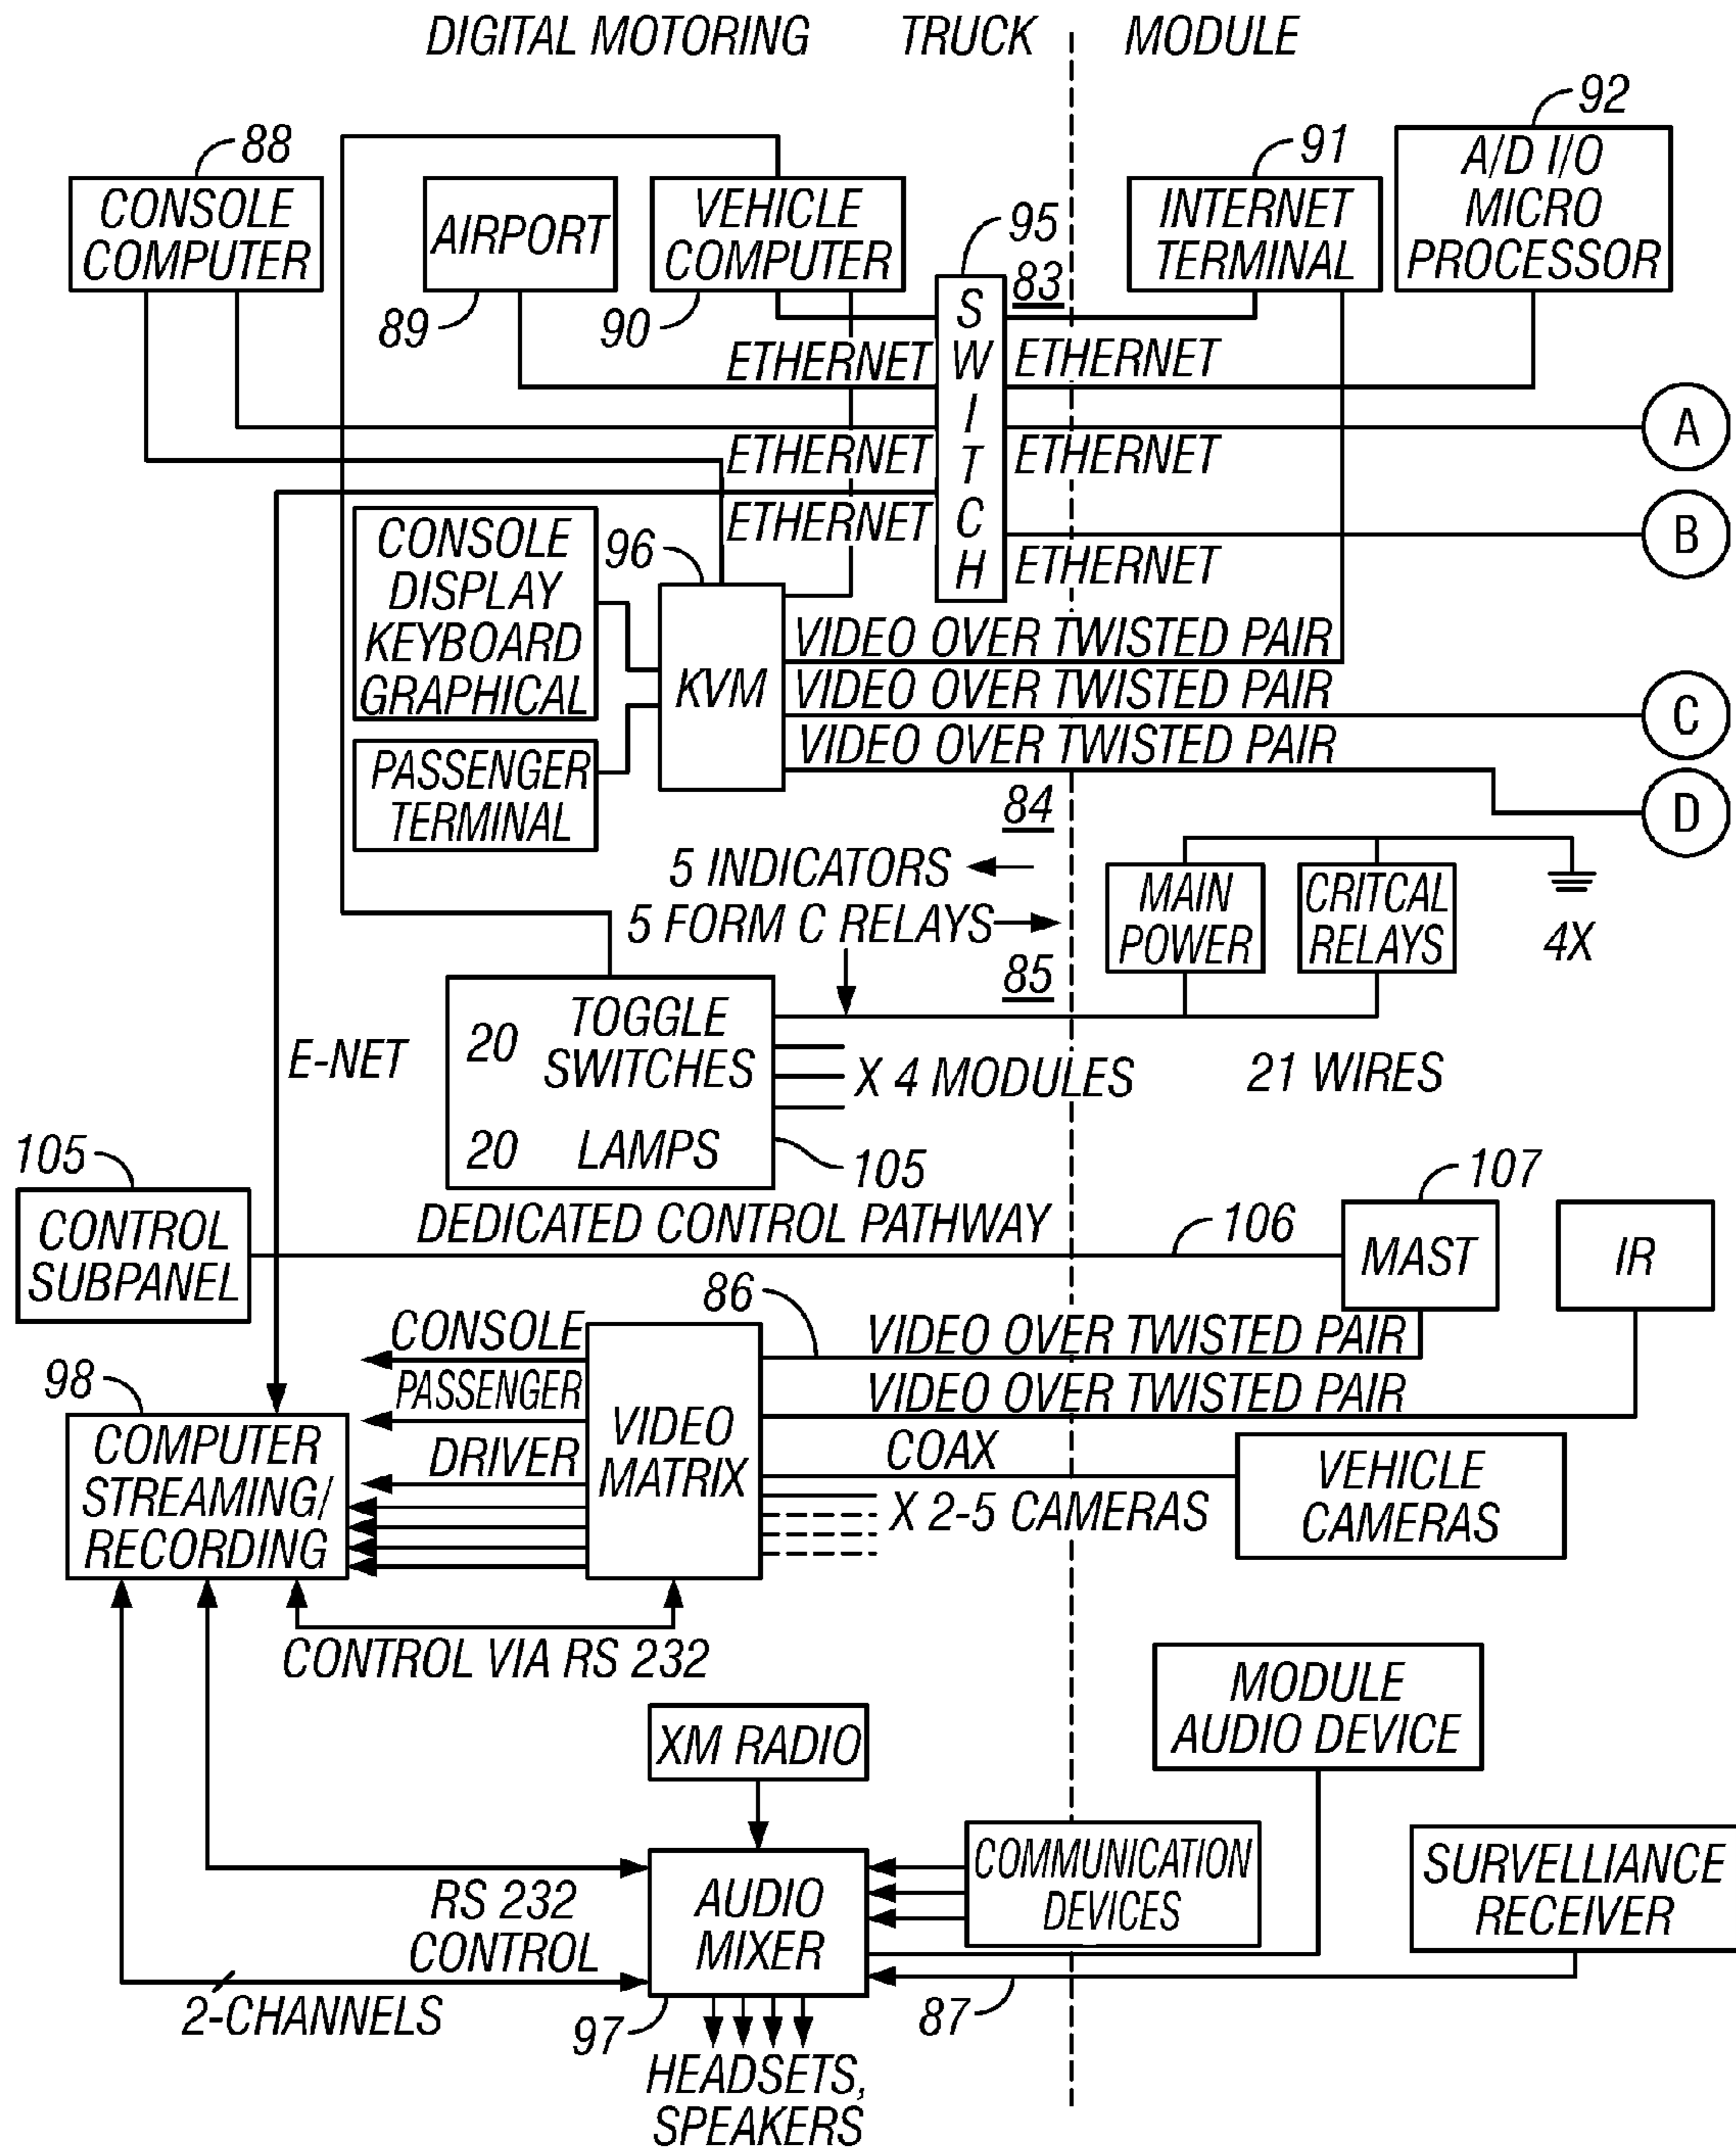 DIGITAL MOTORING TRUCK MODULE
88
CONSOLE
COMPUTER
AIRPORT
89
VEHICLE
COMPUTER
90
95
83
SWITCH
91
INTERNET
TERMINAL
92
A/D I/O
MICRO
PROCESSOR
ETHERNET
ETHERNET
ETHERNET
ETHERNET
ETHERNET
ETHERNET
A
B
CONSOLE
DISPLAY
KEYBOARD
GRAPHICAL
96
KVM
PASSENGER
TERMINAL
VIDEO OVER TWISTED PAIR
VIDEO OVER TWISTED PAIR
VIDEO OVER TWISTED PAIR
C
D
84
5 INDICATORS
5 FORM C RELAYS
85
MAIN
POWER
CRITCAL
RELAYS
4X
E-NET
20 TOGGLE
SWITCHES
20 LAMPS
X 4 MODULES
21 WIRES
105
105
CONTROL
SUBPANEL
DEDICATED CONTROL PATHWAY
106
107
MAST
IR
86
CONSOLE
PASSENGER
DRIVER
VIDEO
MATRIX
VIDEO OVER TWISTED PAIR
VIDEO OVER TWISTED PAIR
COAX
X 2-5 CAMERAS
VEHICLE
CAMERAS
98
COMPUTER
STREAMING/
RECORDING
CONTROL VIA RS 232
XM RADIO
MODULE
AUDIO DEVICE
AUDIO
MIXER
COMMUNICATION
DEVICES
SURVELLIANCE
RECEIVER
RS 232
CONTROL
2-CHANNELS
97
87
HEADSETS,
SPEAKERS